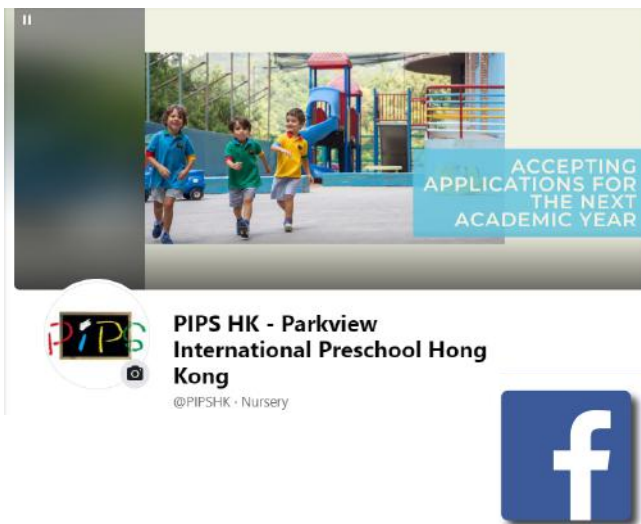 ACCEPTING
APPLICATIONS FOR
THE NEXT
ACADEMIC YEAR
PiPS
PIPS HK - Parkview
International Preschool Hong
Kong
@PIPSHK · Nursery
f